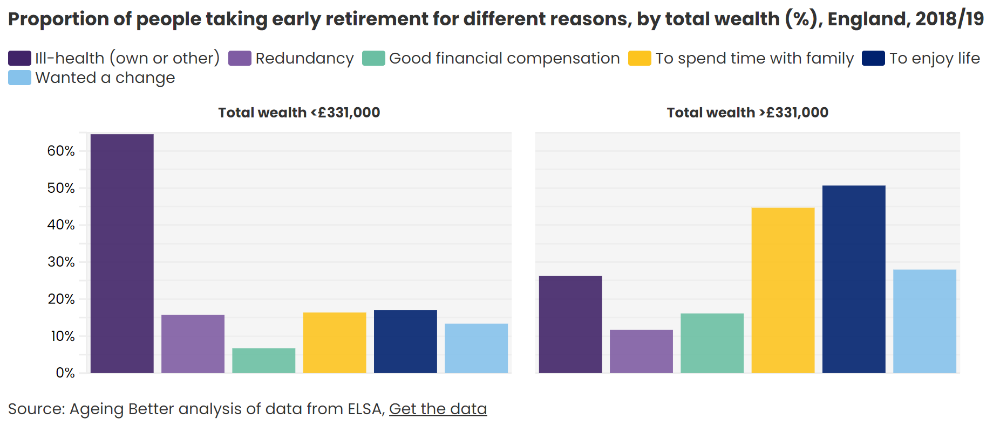 Proportion of people taking early retirement for different reasons, by total wealth (%), England, 2018/19
Ill-health (own or other) Redundancy Good financial compensation To spend time with family To enjoy life
Wanted a change
Total wealth <£331,000 Total wealth >£331,000
60%
50%
40%
30%
20%
10%
0%
Source: Ageing Better analysis of data from ELSA, Get the data